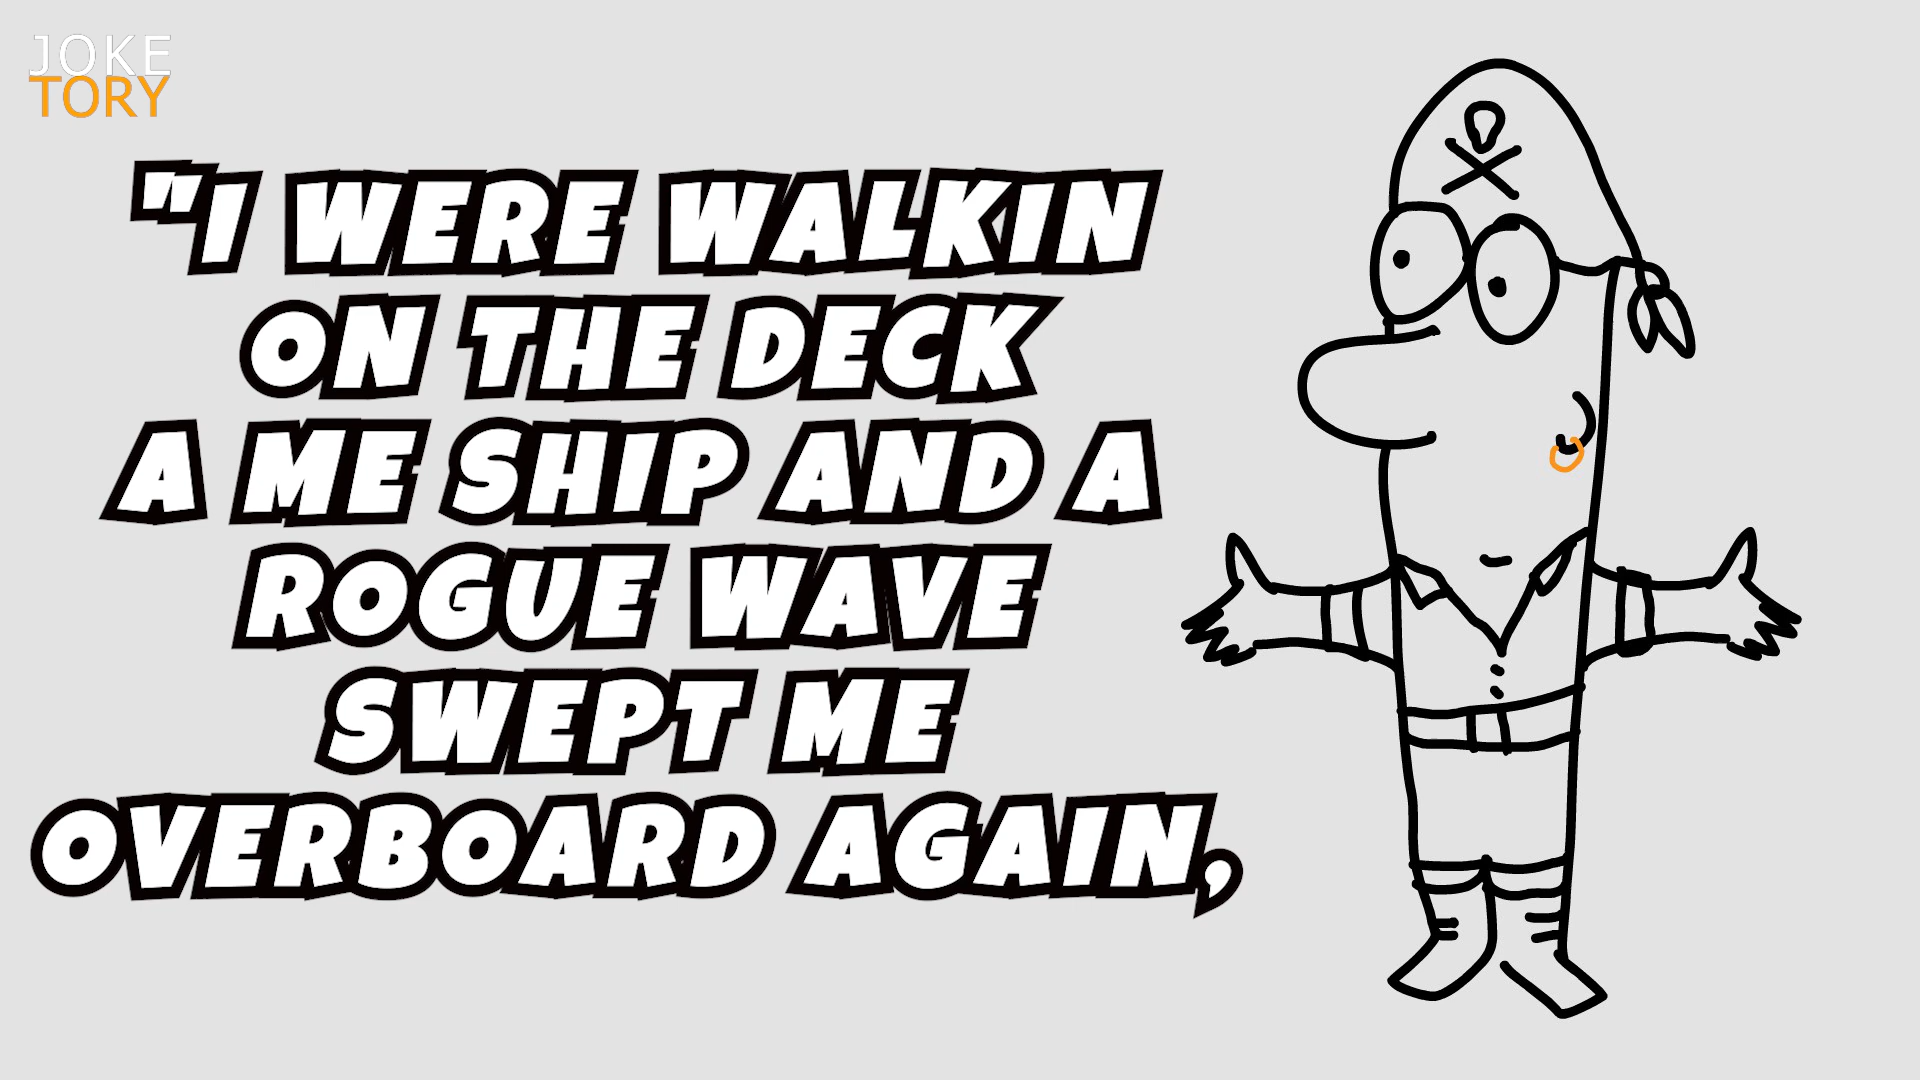 JOKE
TORY
"I WERE WALKIN
ON THE DECK
A ME SHIP AND A
ROGUE WAVE
SWEPT ME
OVERBOARD AGAIN,